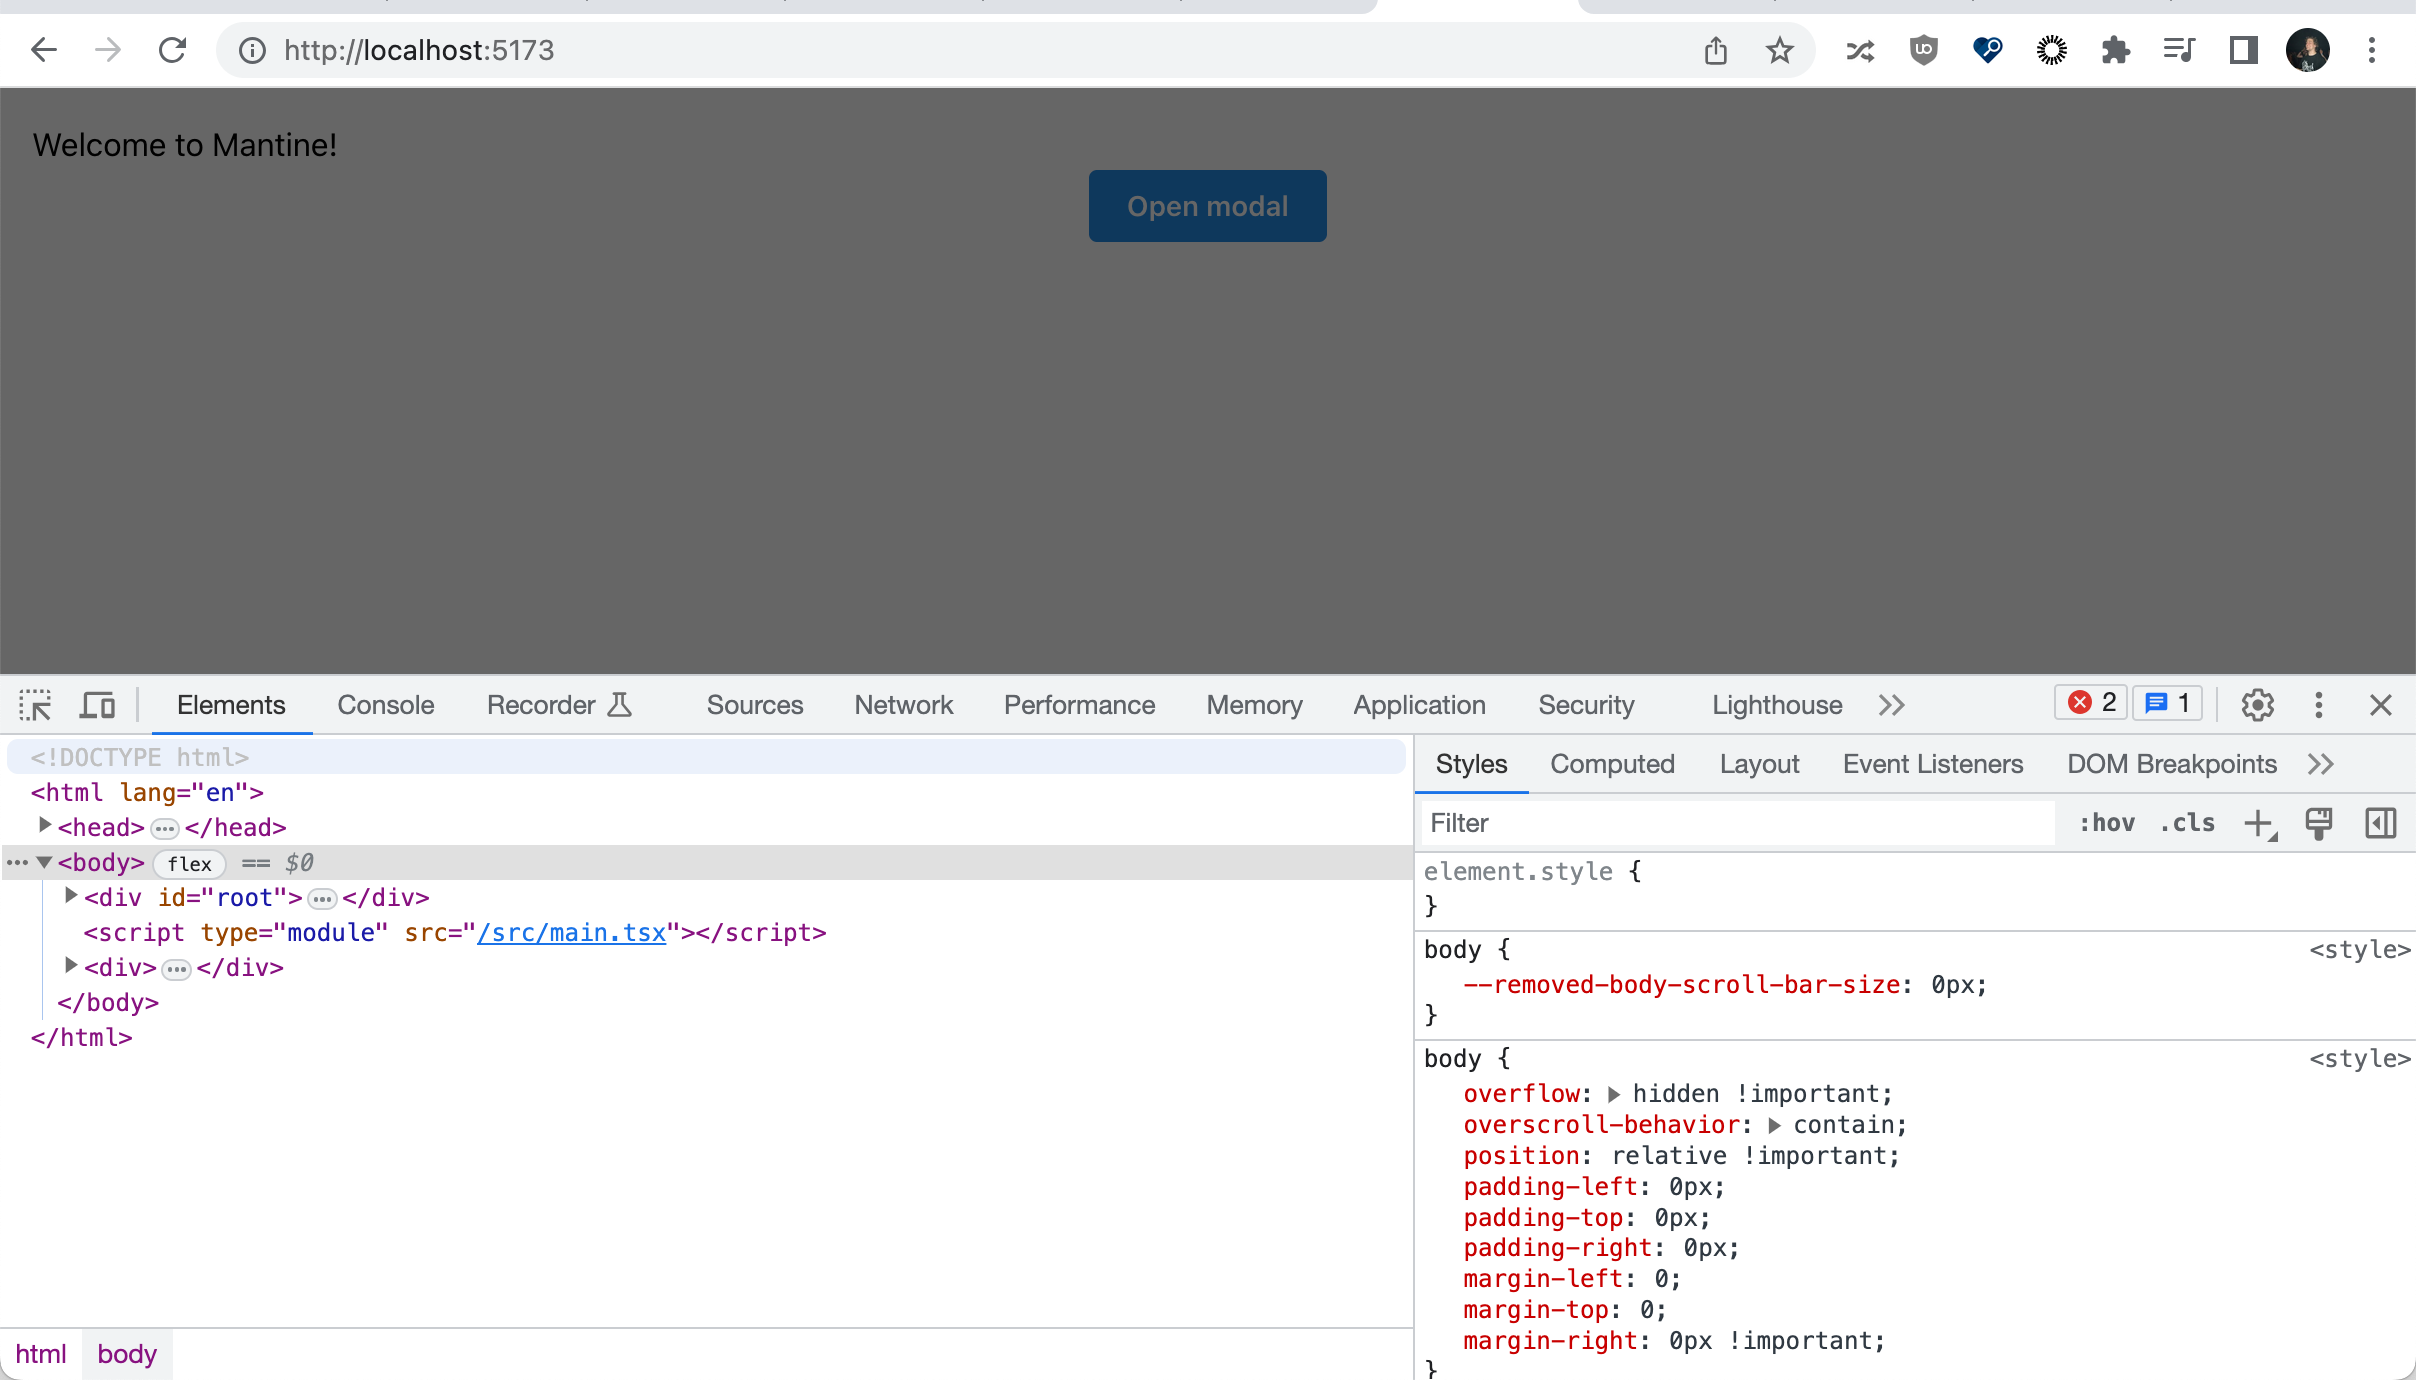 http://localhost:5173
Welcome to Mantine!
Open modal
Elements Console Recorder Sources Network Performance Memory Application Security Lighthouse 2 1
<!DOCTYPE html>
<html lang="en">
<head> </head>
<body> flex == $0
<div id="root"> </div>
<script type="module" src="/src/main.tsx"></script>
<div> </div>
</body>
</html>
html body
Styles Computed Layout Event Listeners DOM Breakpoints
Filter :hov .cls
element.style {
}
body { <style>
--removed-body-scroll-bar-size: 0px;
}
body { <style>
overflow: hidden !important;
overscroll-behavior: contain;
position: relative !important;
padding-left: 0px;
padding-top: 0px;
padding-right: 0px;
margin-left: 0;
margin-top: 0;
margin-right: 0px !important;
}